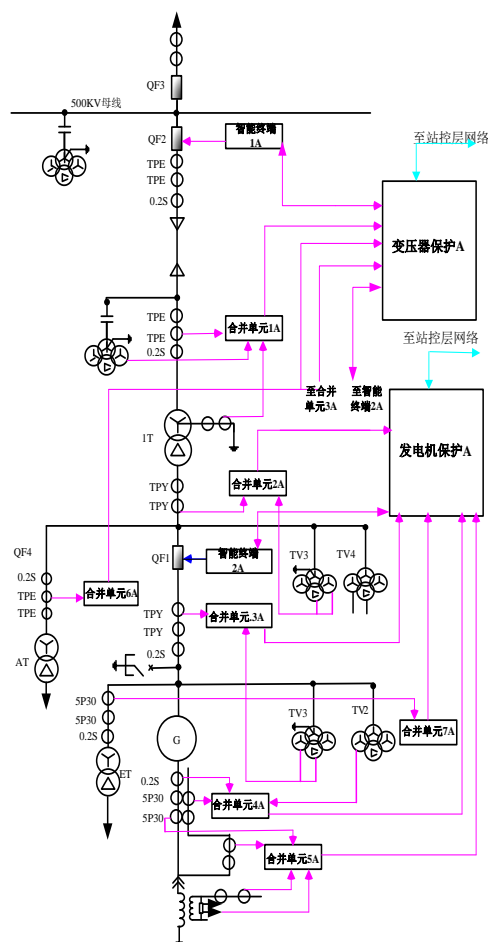 QF3
500KV母线
QF2
智能终端
1A
至站控层网络
TPE
TPE
0.2S
变压器保护A
TPE
TPE
0.2S
合并单元1A
至合并
单元3A
至智能
终端2A
至站控层网络
1T
发电机保护A
TPY
TPY
合并单元2A
QF4
QF1
智能终端
2A
TV3
TV4
0.2S
TPE
TPE
合并单元6A
TPY
TPY
0.2S
合并单元.3A
AT
5P30
5P30
0.2S
TV3
TV2
合并单元7A
G
ET
0.2S
5P30
5P30
合并单元4A
合并单元5A